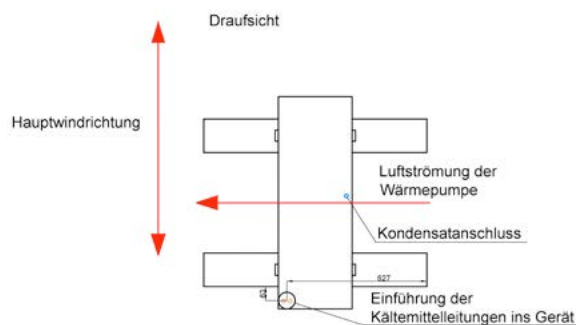 Draufsicht
Hauptwindrichtung
Luftströmung der
Wärmepumpe
Kondensatanschluss
527
Einführung der
Kältemittelleitungen ins Gerät